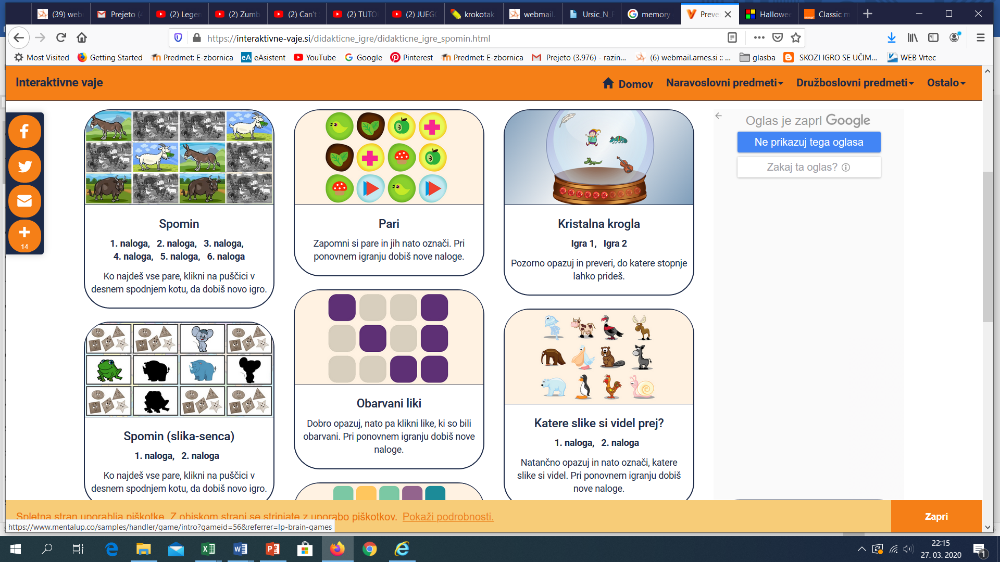 (39) web
Prejeto (4
(2) Leger
(2) Zumb
(2) Can't
(2) TUTO
(2) JUEG
krokotak
webmail.
Ursic_N_P
memory
Preve
Hallowee
Classic m
https://interaktivne-vaje.si/didakticne_igre/didakticne_igre_spomin.html
Most Visited
Getting Started
Predmet: E-zbornica
eAsistent
YouTube
Google
Pinterest
Predmet: E-zbornica
Prejeto (3.976) - razin...
(6) webmail.arnes.si :: ...
glasba
SKOZI IGRO SE UČIM...
WEB Vrtec
Interaktivne vaje
Domov
Naravoslovni predmeti
Družboslovni predmeti
Ostalo
14
Spomin
1. naloga, 2. naloga, 3. naloga,
4. naloga, 5. naloga, 6. naloga
Ko najdeš vse pare, klikni na puščici v
desnem spodnjem kotu, da dobiš novo igro.
Spomin (slika-senca)
1. naloga, 2. naloga
Ko najdeš vse pare, klikni na puščici v
desnem spodnjem kotu, da dobiš novo igro.
Pari
Zapomni si pare in jih nato označi. Pri
ponovnem igranju dobiš nove naloge.
Obarvani liki
Dobro opazuj, nato pa klikni like, ki so bili
obarvani. Pri ponovnem igranju dobiš nove
naloge.
Kristalna krogla
Igra 1, Igra 2
Pozorno opazuj in preveri, do katere stopnje
lahko prideš.
Katere slike si videl prej?
1. naloga, 2. naloga
Natančno opazuj in nato označi, katere
slike si videl. Pri ponovnem igranju dobiš
nove naloge.
Oglas je zaprl Google
Ne prikazuj tega oglasa
Zakaj ta oglas?
Spletna stran uporablja piškotke. Z obiskom strani se strinjate z uporabo piškotkov. Pokaži podrobnosti.
Zapri
https://www.mentalup.co/samples/handler/game/intro?gameid=56&referrer=lp-brain-games
22:15
27. 03. 2020
1